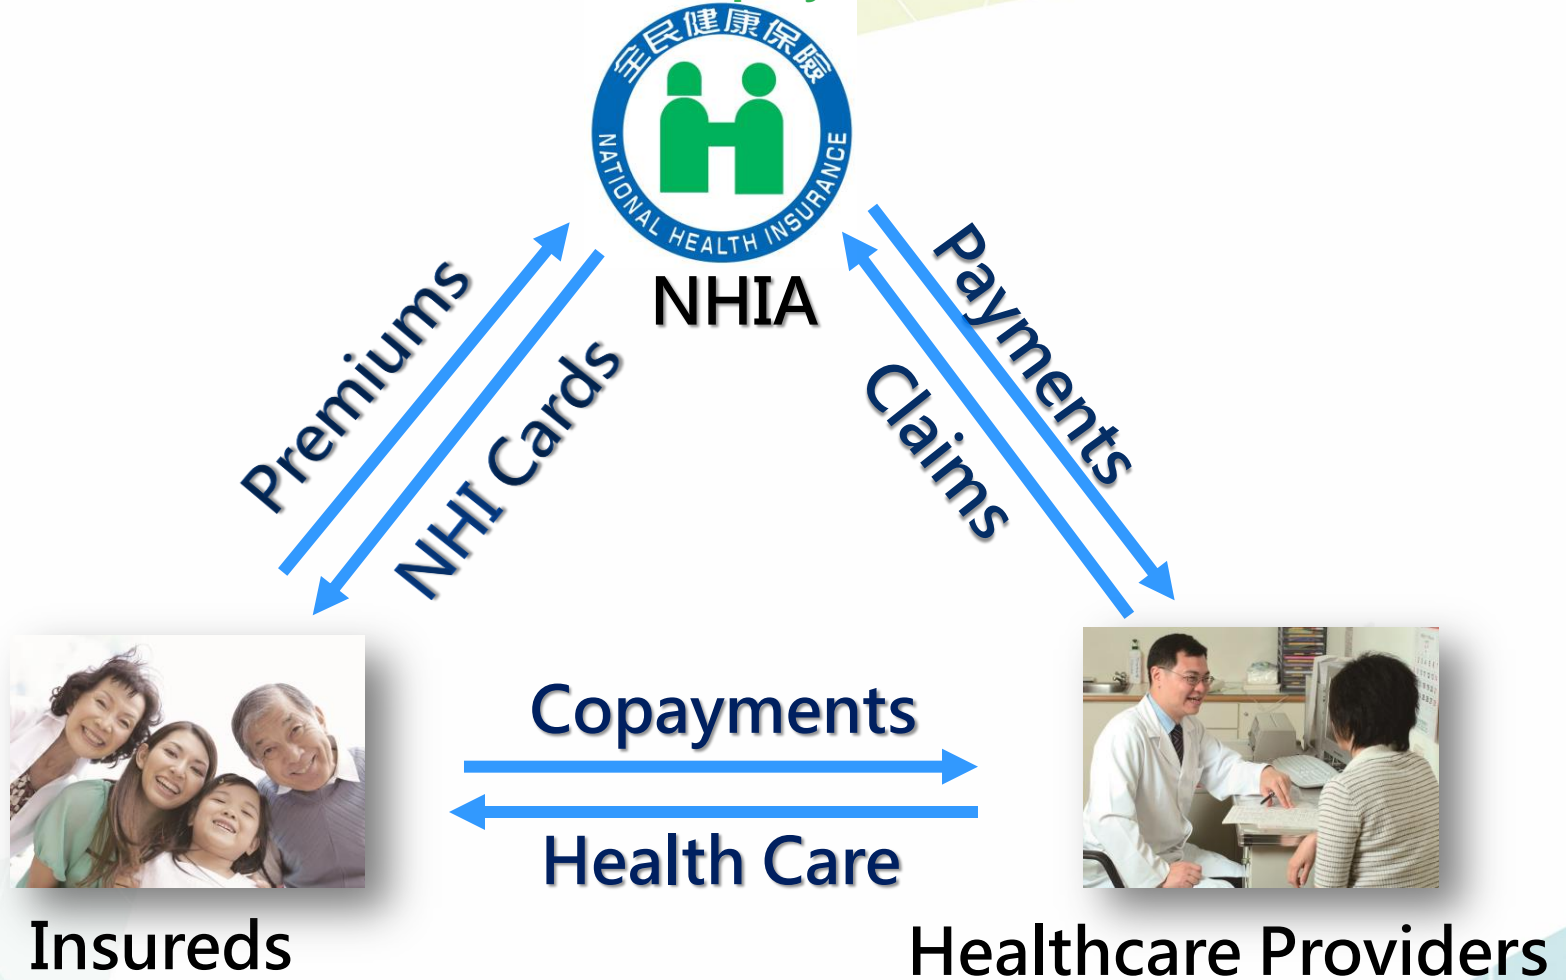 全民健康保險
NATIONAL HEALTH INSURANCE
NHIA
Premiums
NHI Cards
Payments
Claims
Copayments
Health Care
Insureds
Healthcare Providers